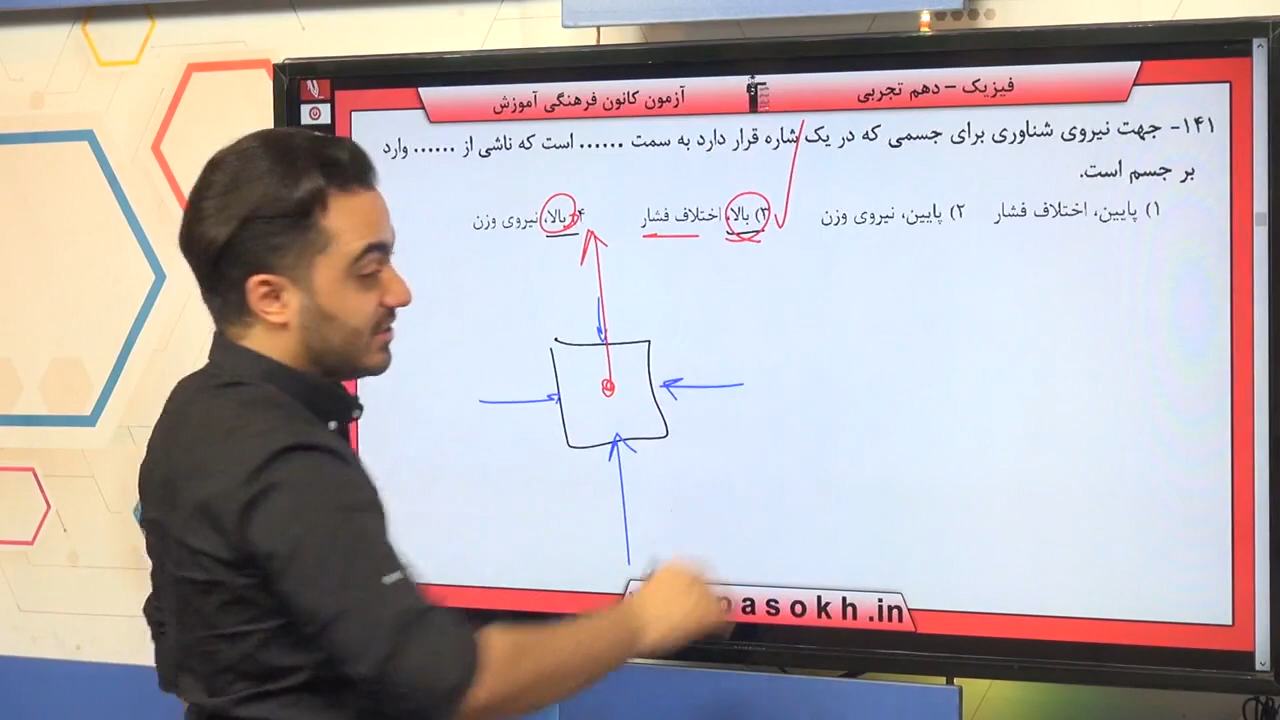 فیزیک – دهم تجربی
آزمون کانون فرهنگی آموزش
۱۴۱- جهت نیروی شناوری برای جسمی که در یک شاره قرار دارد به سمت ...... است که ناشی از ...... وارد
بر جسم است.
۱) پایین، اختلاف فشار ۲) پایین، نیروی وزن ۳) بالا، اختلاف فشار ۴) بالا، نیروی وزن
pasokh.in